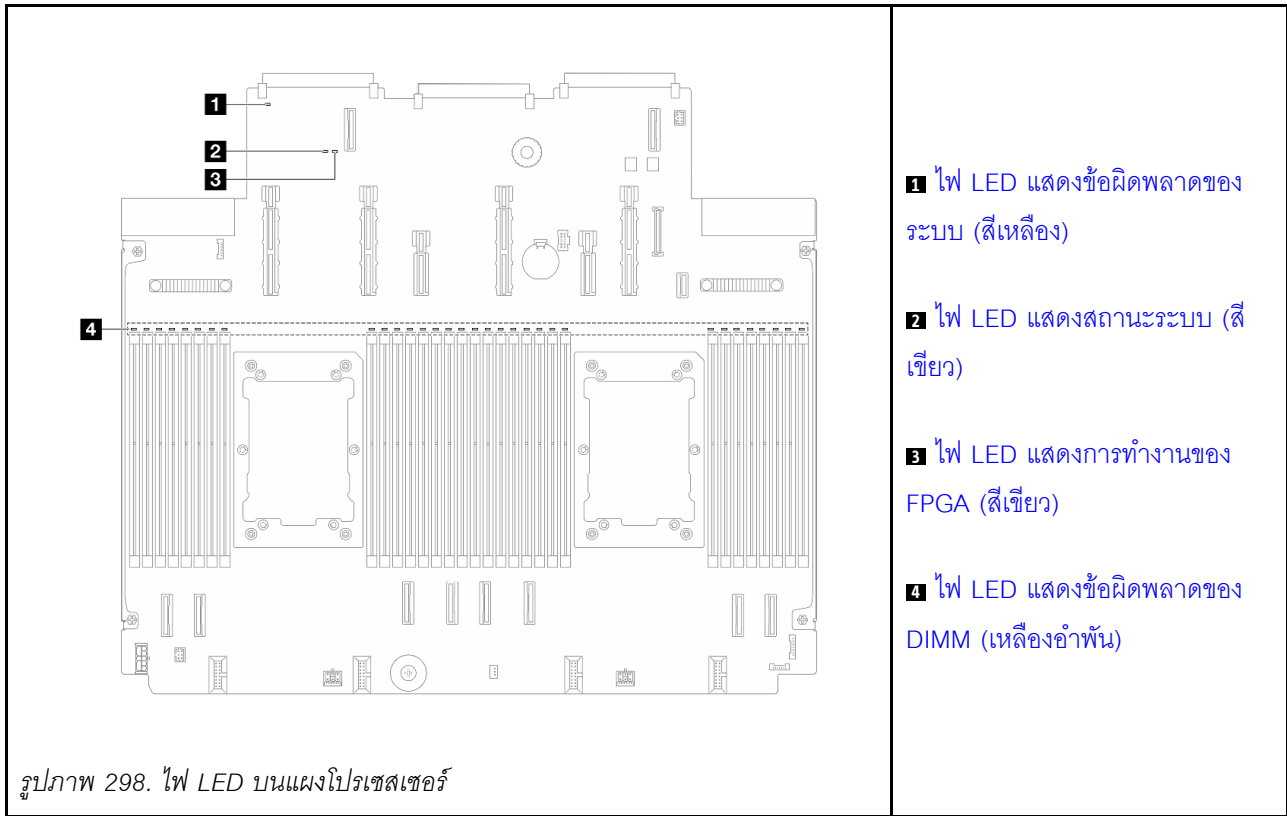 1
2
3
4
รูปภาพ 298. ไฟ LED บนแผงโปรเซสเซอร์
1 ไฟ LED แสดงข้อผิดพลาดของ
ระบบ (สีเหลือง)
2 ไฟ LED แสดงสถานะระบบ (สี
เขียว)
3 ไฟ LED แสดงการทำงานของ
FPGA (สีเขียว)
4 ไฟ LED แสดงข้อผิดพลาดของ
DIMM (เหลืองอำพัน)